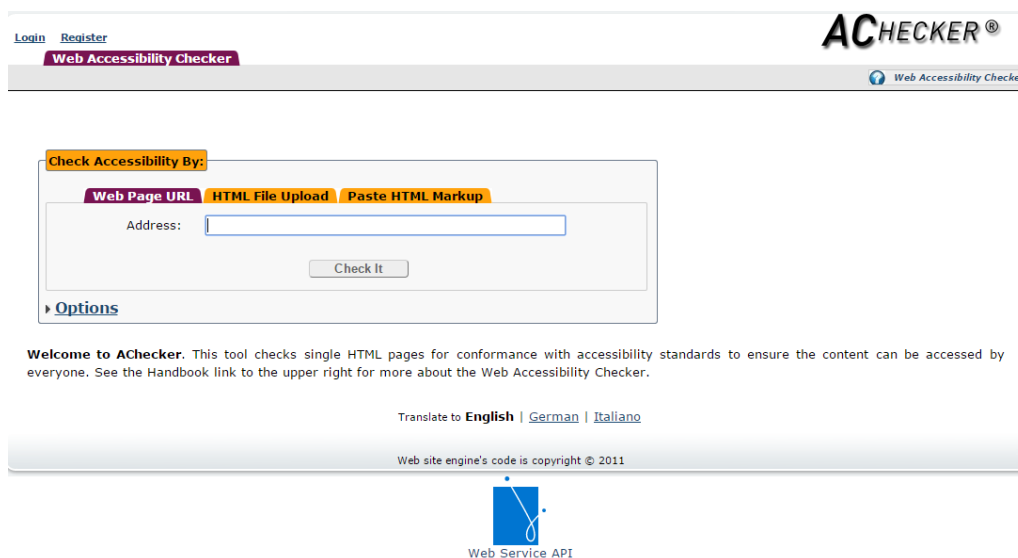 Login Register
ACHECKER ®
Web Accessibility Checker
Web Accessibility Checke
Check Accessibility By:
Web Page URL HTML File Upload Paste HTML Markup
Address:
Check It
Options
Welcome to AChecker. This tool checks single HTML pages for conformance with accessibility standards to ensure the content can be accessed by
everyone. See the Handbook link to the upper right for more about the Web Accessibility Checker.
Translate to English | German | Italiano
Web site engine's code is copyright © 2011
Web Service API